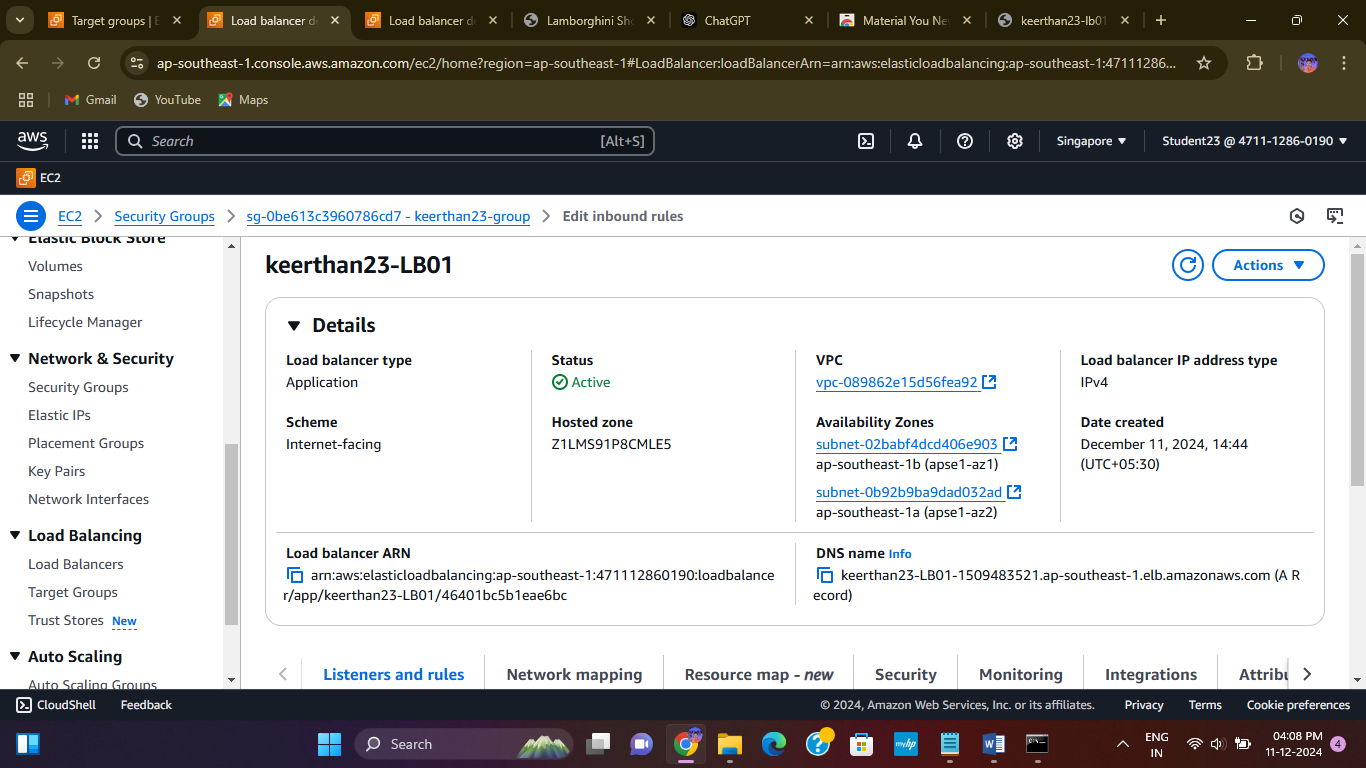 Target groups | E
Load balancer de
Load balancer de
Lamborghini Sho
ChatGPT
Material You Ne
keerthan23-lb01
ap-southeast-1.console.aws.amazon.com/ec2/home?region=ap-southeast-1#LoadBalancer:loadBalancerArn=arn:aws:elasticloadbalancing:ap-southeast-1:47111286...
Gmail
YouTube
Maps
aws
Search
[Alt+S]
Singapore
Student23 @ 4711-1286-0190
EC2
EC2
Security Groups
sg-0be613c3960786cd7 - keerthan23-group
Edit inbound rules
Elastic Block Store
Volumes
Snapshots
Lifecycle Manager
Network & Security
Security Groups
Elastic IPs
Placement Groups
Key Pairs
Network Interfaces
Load Balancing
Load Balancers
Target Groups
Trust Stores New
Auto Scaling
Auto Scaling Groups
keerthan23-LB01
Actions
Details
Load balancer type
Application
Status
Active
VPC
vpc-089862e15d56fea92
Load balancer IP address type
IPv4
Scheme
Internet-facing
Hosted zone
Z1LMS91P8CMLE5
Availability Zones
subnet-02babf4dcd406e903
ap-southeast-1b (apse1-az1)
subnet-0b92b9ba9dad032ad
ap-southeast-1a (apse1-az2)
Date created
December 11, 2024, 14:44
(UTC+05:30)
Load balancer ARN
arn:aws:elasticloadbalancing:ap-southeast-1:471112860190:loadbalance
r/app/keerthan23-LB01/46401bc5b1eae6bc
DNS name Info
keerthan23-LB01-1509483521.ap-southeast-1.elb.amazonaws.com (A R
ecord)
Listeners and rules
Network mapping
Resource map - new
Security
Monitoring
Integrations
Attribu
CloudShell
Feedback
© 2024, Amazon Web Services, Inc. or its affiliates.
Privacy
Terms
Cookie preferences
Search
myhp
ENG
IN
04:08 PM
11-12-2024
4